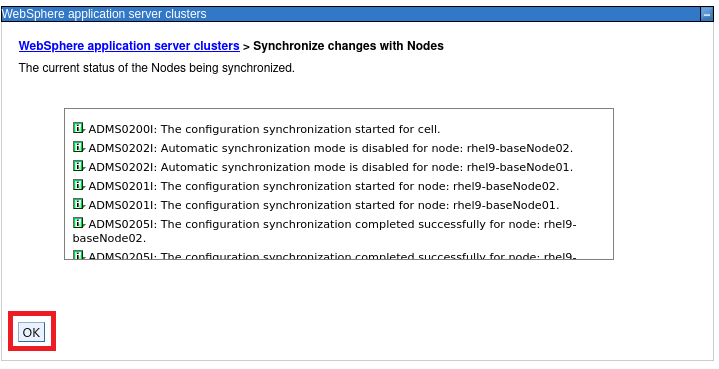 WebSphere application server clusters
WebSphere application server clusters > Synchronize changes with Nodes
The current status of the Nodes being synchronized.
ADMS0200I: The configuration synchronization started for cell.
ADMS0202I: Automatic synchronization mode is disabled for node: rhel9-baseNode02.
ADMS0202I: Automatic synchronization mode is disabled for node: rhel9-baseNode01.
ADMS0201I: The configuration synchronization started for node: rhel9-baseNode02.
ADMS0201I: The configuration synchronization started for node: rhel9-baseNode01.
ADMS0205I: The configuration synchronization completed successfully for node: rhel9-
baseNode02.
ADMS0205I: The configuration synchronization completed successfully for node: rhel9-
OK